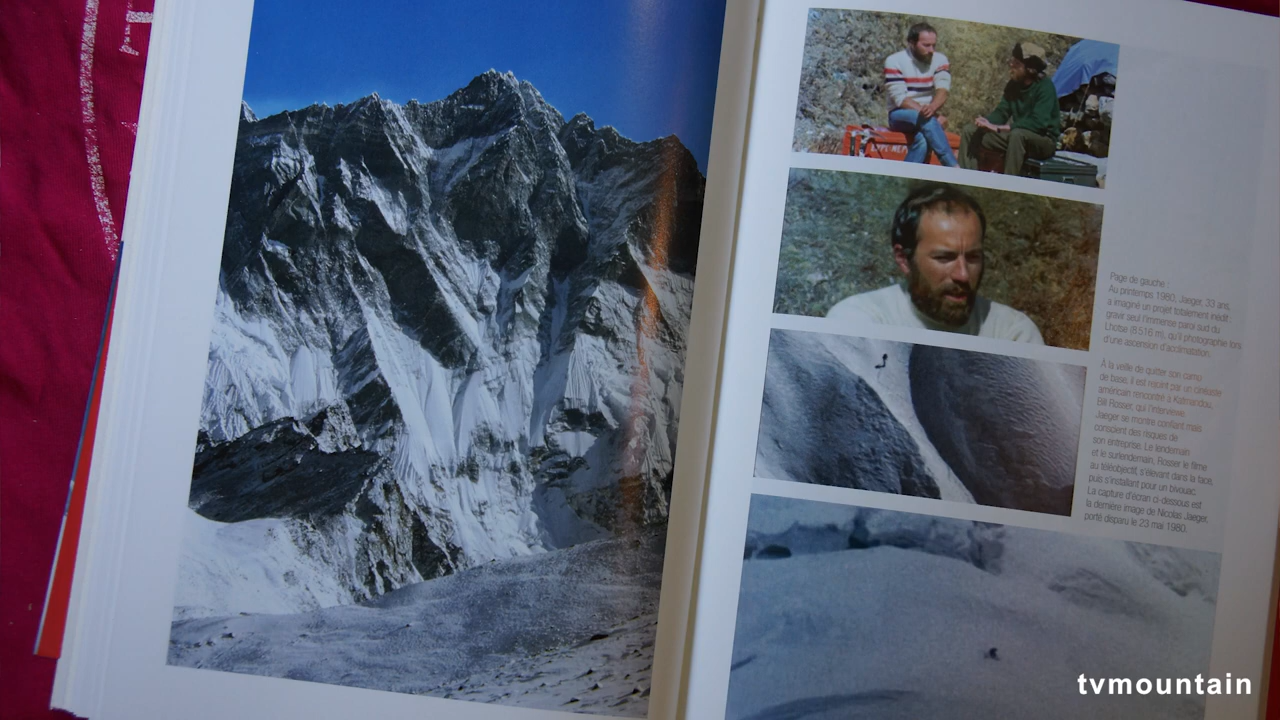 Page de gauche :
Au printemps 1980, Jaeger, 33 ans,
a imaginé un projet totalement inédit :
gravir seul l'immense paroi sud du
Lhotse (8516 m), qu'il photographie lors
d'une ascension d'acclimatation.
À la veille de quitter son camp
de base, il est rejoint par un cinéaste
américain rencontré à Katmandou,
Bill Rosser, qui l'interviewe.
Jaeger se montre confiant mais
conscient des risques de
son entreprise. Le lendemain
et le surlendemain, Rosser le filme
au téléobjectif, s'élevant dans la face,
puis s'installant pour un bivouac.
La capture d'écran ci-dessous est
la dernière image de Nicolas Jaeger,
porté disparu le 23 mai 1980.
tvmountain